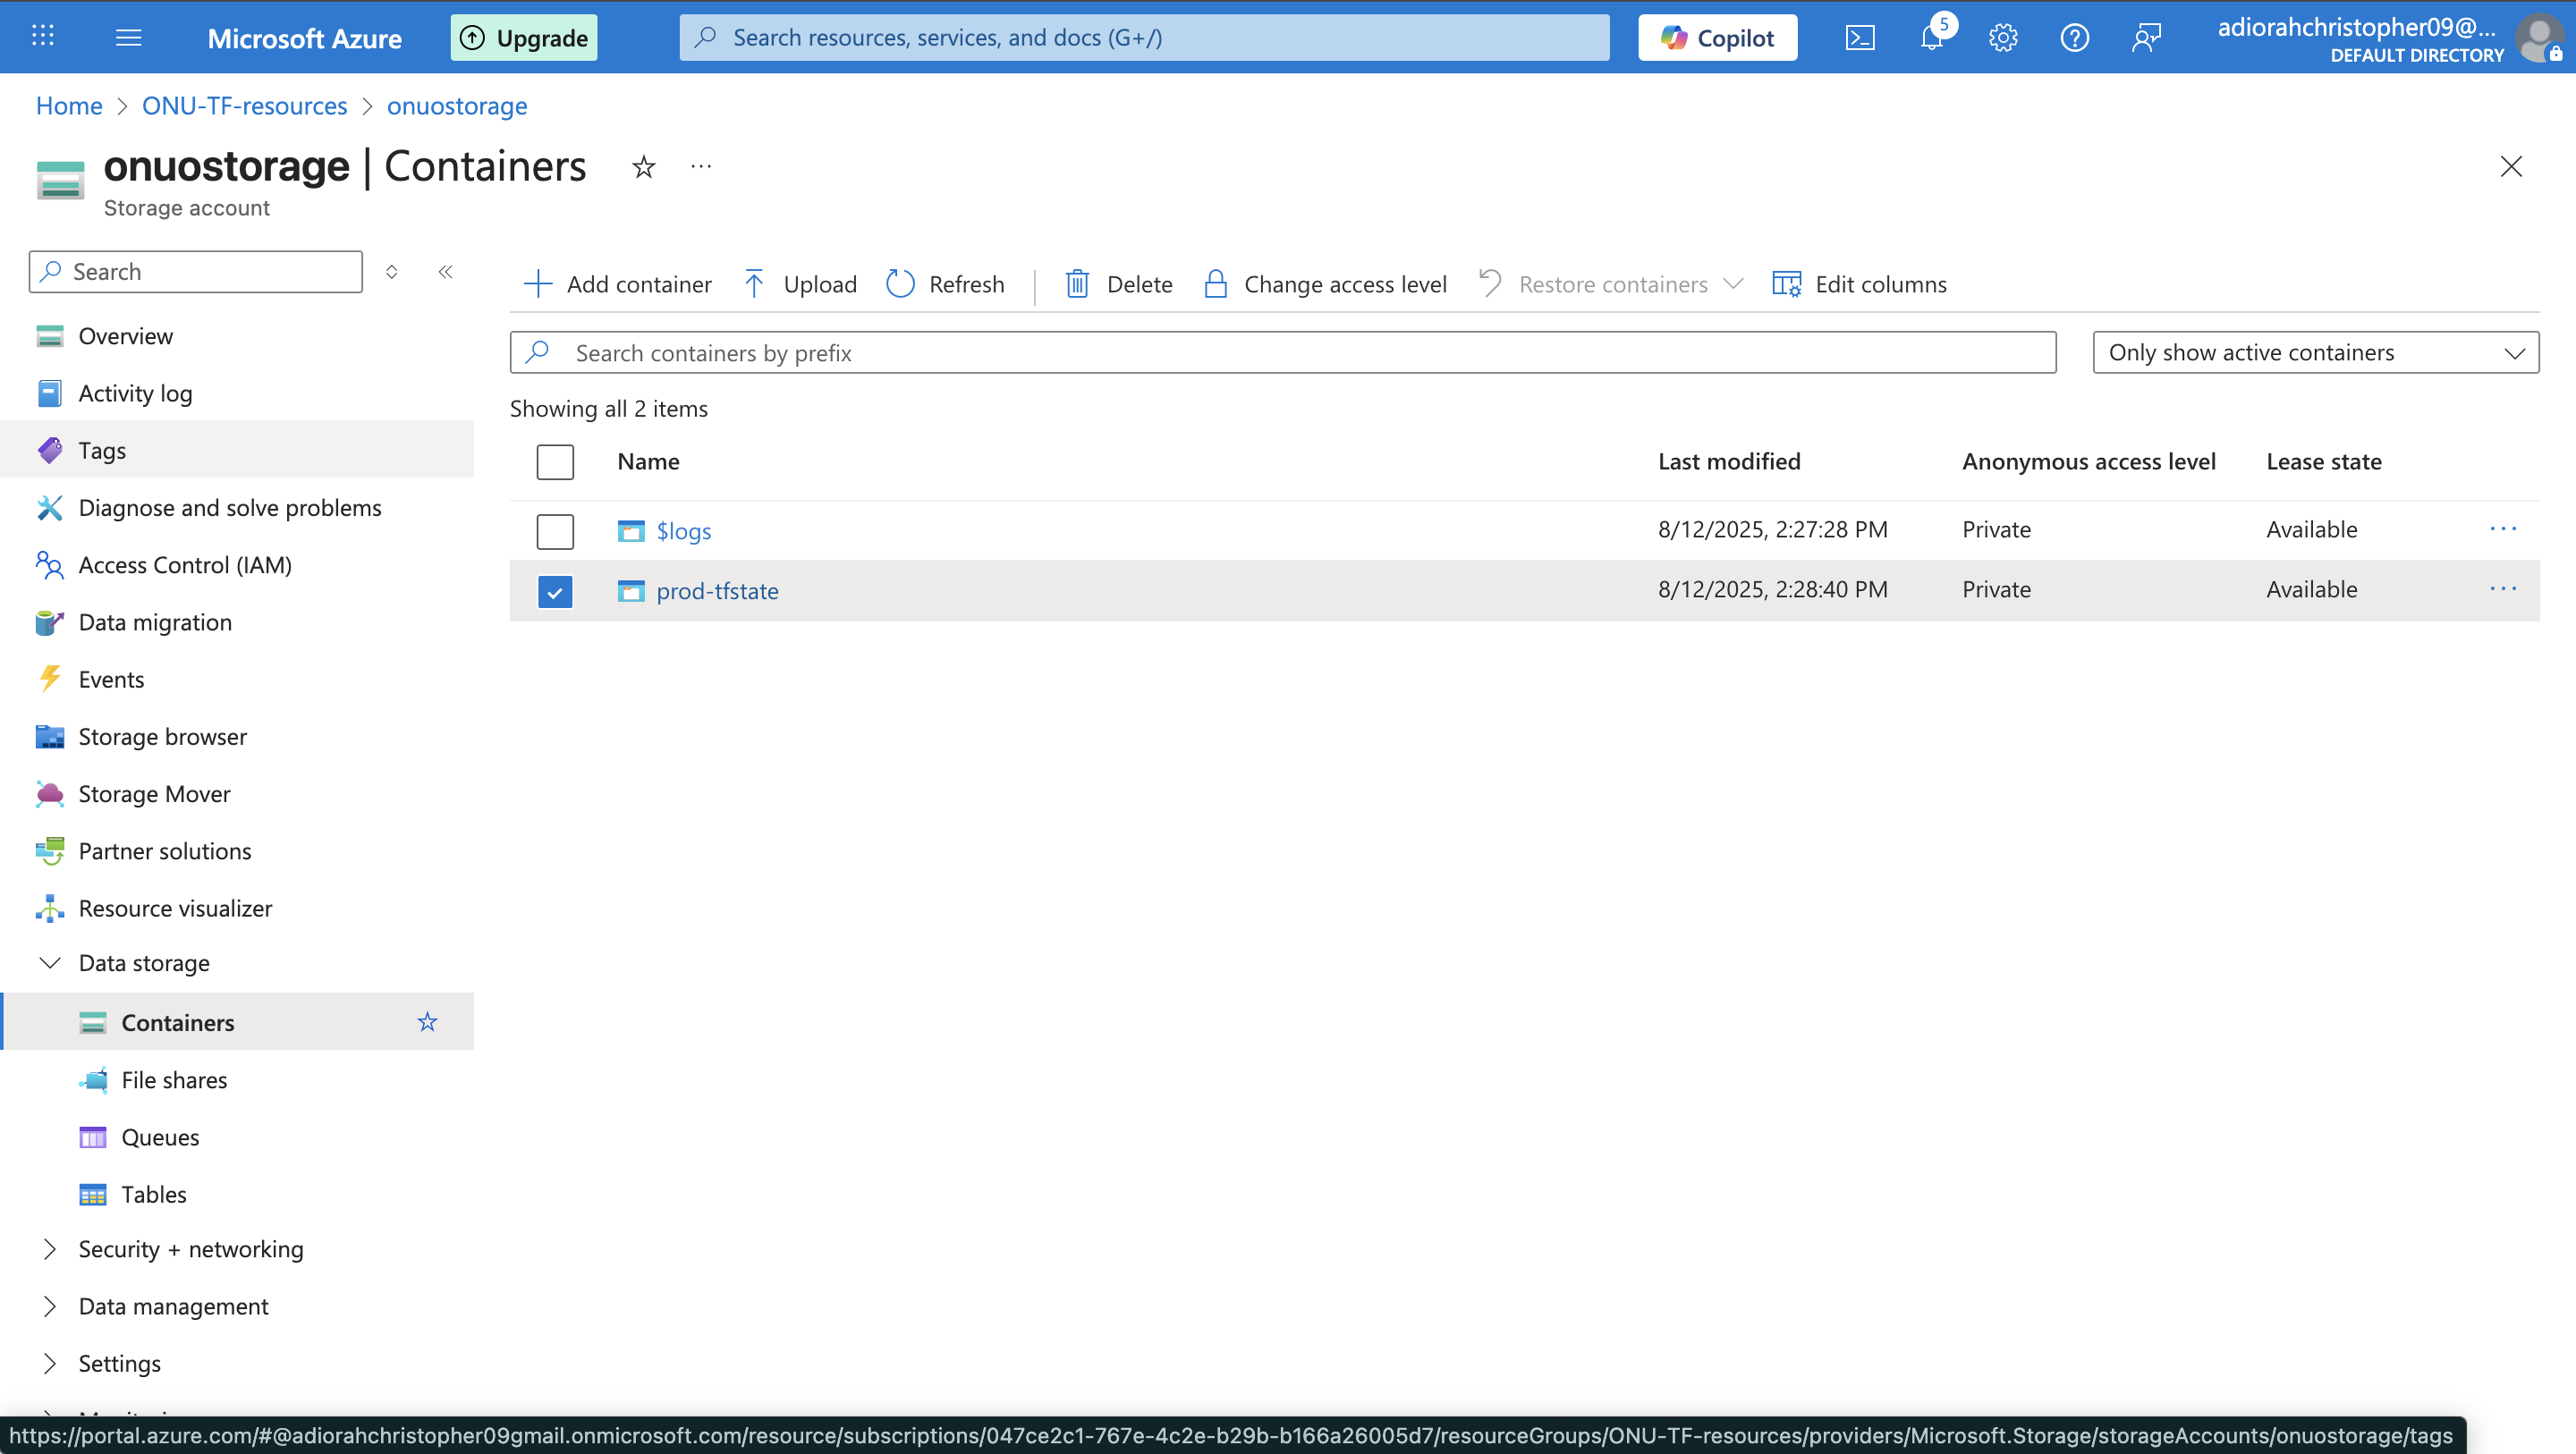 Microsoft Azure
Upgrade
Search resources, services, and docs (G+/)
Copilot
5
adiorahchristopher09@...
DEFAULT DIRECTORY
Home > ONU-TF-resources > onuostorage
onuostorage | Containers
Storage account
Search
Add container
Upload
Refresh
Delete
Change access level
Restore containers
Edit columns
Search containers by prefix
Only show active containers
Showing all 2 items
Name Last modified Anonymous access level Lease state
$logs 8/12/2025, 2:27:28 PM Private Available
prod-tfstate 8/12/2025, 2:28:40 PM Private Available
Overview
Activity log
Tags
Diagnose and solve problems
Access Control (IAM)
Data migration
Events
Storage browser
Storage Mover
Partner solutions
Resource visualizer
Data storage
Containers
File shares
Queues
Tables
Security + networking
Data management
Settings
https://portal.azure.com/#@adiorahchristopher09gmail.onmicrosoft.com/resource/subscriptions/047ce2c1-767e-4c2e-b29b-b166a26005d7/resourceGroups/ONU-TF-resources/providers/Microsoft.Storage/storageAccounts/onuostorage/tags